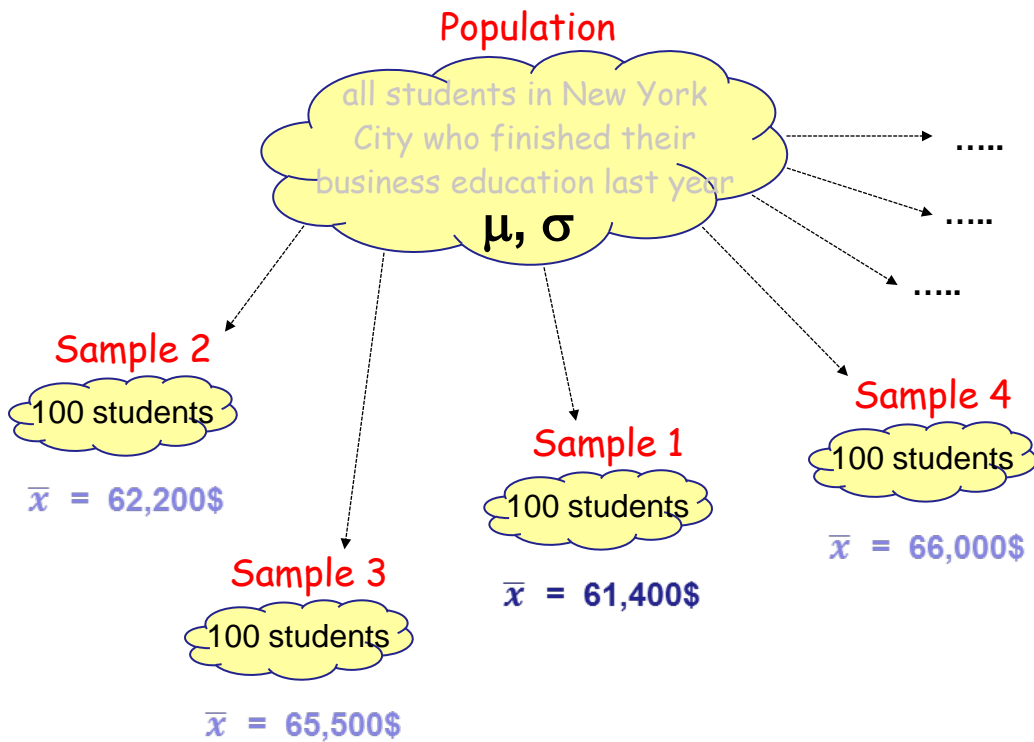 Population
all students in New York
City who finished their
business education last year
μ, σ
…..
…..
…..
Sample 2
100 students
x̅ = 62,200$
Sample 3
100 students
x̅ = 65,500$
Sample 1
100 students
x̅ = 61,400$
Sample 4
100 students
x̅ = 66,000$